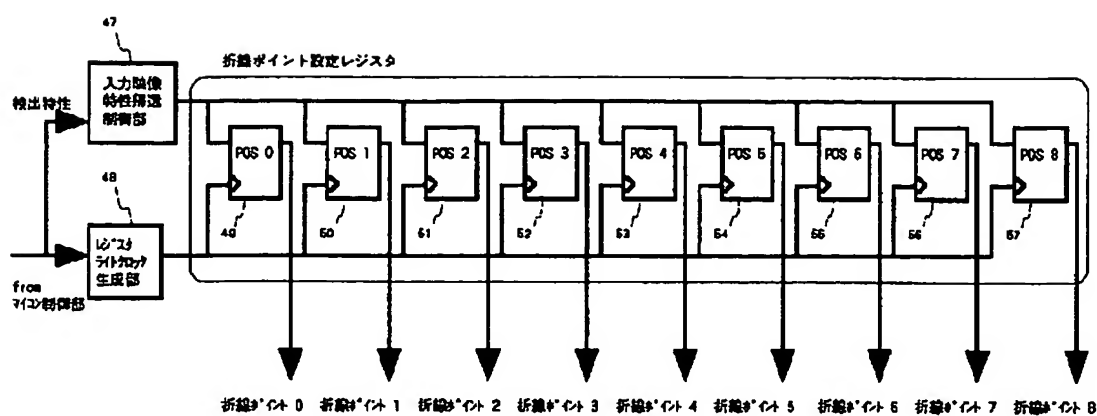 47
折線ポイント設定レジスタ
入力映像
特性
制御部
検出特性
POS 0
POS 1
POS 2
POS 3
POS 4
POS 5
POS 6
POS 7
POS 8
48
49
50
51
52
53
54
55
56
57
レジスタ
ライトクロック
生成部
from
マイコン制御部
折線ポイント 0
折線ポイント 1
折線ポイント 2
折線ポイント 3
折線ポイント 4
折線ポイント 5
折線ポイント 6
折線ポイント 7
折線ポイント 8